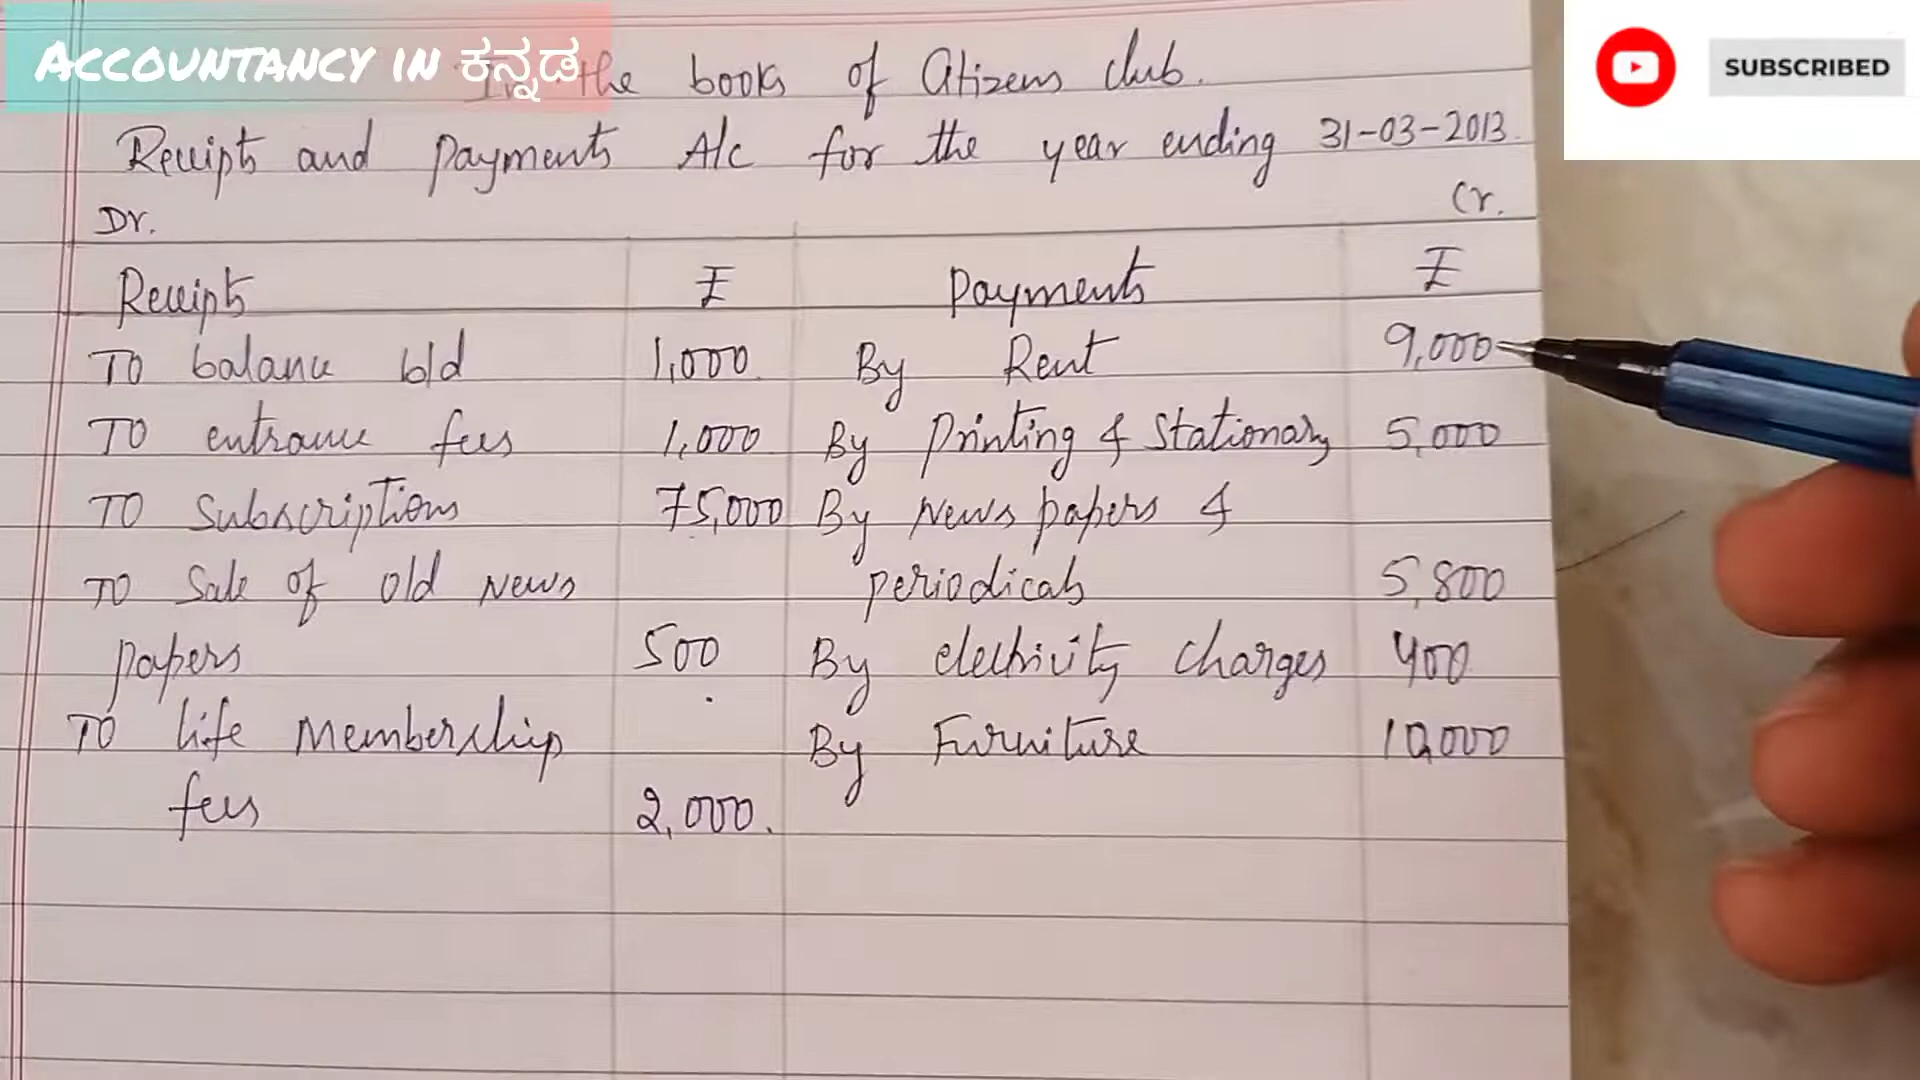 ACCOUNTANCY IN ಕನ್ನಡ
SUBSCRIBED
In the books of Citizens club.
Receipts and payments A/c for the year ending 31-03-2013.
Dr. Cr.
Receipts ₹ Payments ₹
TO balance b/d 1,000 By Rent 9,000
TO entrance fees 1,000 By Printing & Stationary 5,000
TO Subscriptions 75,000 By News papers &
TO Sale of old News periodicals 5,800
papers 500 By electricity charges 400
TO life Membership By Furniture 10,000
fees 2,000.